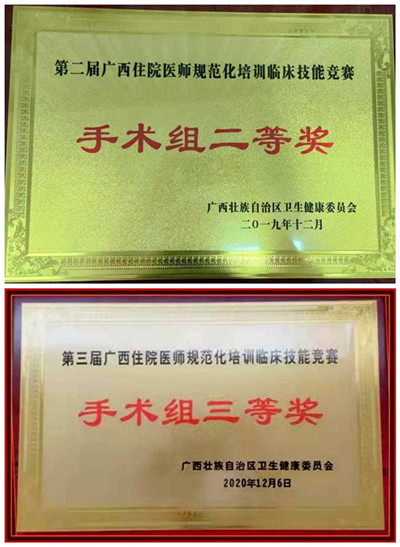 第二届广西住院医师规范化培训临床技能竞赛
手术组二等奖
广西壮族自治区卫生健康委员会
二〇一九年十二月
第三届广西住院医师规范化培训临床技能竞赛
手术组三等奖
广西壮族自治区卫生健康委员会
2020年12月6日